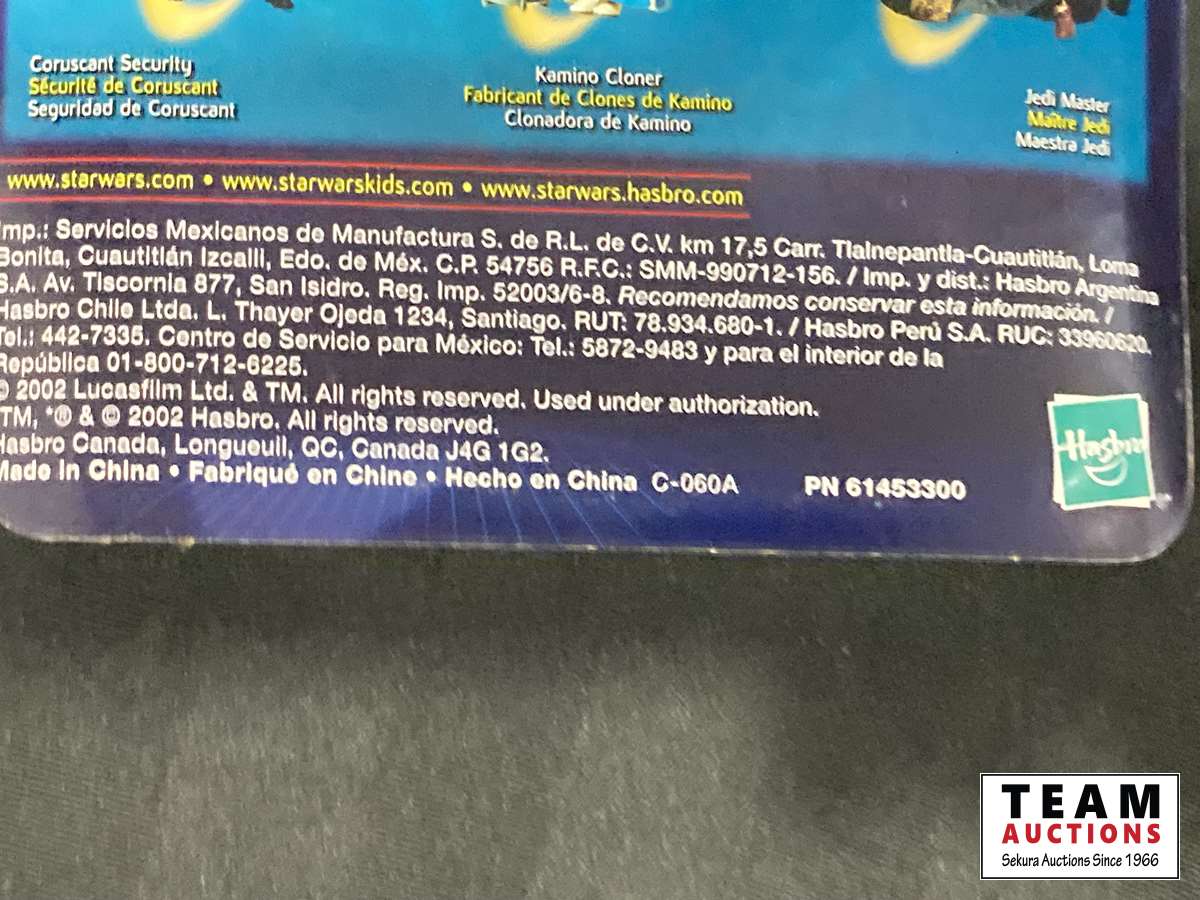 Coruscant Security
Sécurité de Coruscant
Seguridad de Coruscant
Kamino Cloner
Fabricant de Clones de Kamino
Clonadora de Kamino
Jedi Master
Maître Jedi
Maestra Jedi
www.starwars.com • www.starwarskids.com • www.starwars.hasbro.com
Imp.: Servicios Mexicanos de Manufactura S. de R.L. de C.V. km 17,5 Carr. Tlalnepantla-Cuautitlán, Loma
Bonita, Cuautitlán Izcalli, Edo. de Méx. C.P. 54756 R.F.C.: SMM-990712-156. / Imp. y dist.: Hasbro Argentina
S.A. Av. Tiscornia 877, San Isidro. Reg. Imp. 52003/6-8. Recomendamos conservar esta información. /
Hasbro Chile Ltda. L. Thayer Ojeda 1234, Santiago. RUT: 78.934.680-1. / Hasbro Perú S.A. RUC: 33960620.
Tel.: 442-7335. Centro de Servicio para México: Tel.: 5872-9483 y para el interior de la
República 01-800-712-6225.
© 2002 Lucasfilm Ltd. & TM. All rights reserved. Used under authorization.
TM, *® & © 2002 Hasbro. All rights reserved.
Hasbro Canada, Longueuil, QC, Canada J4G 1G2.
Made in China • Fabriqué en Chine • Hecho en China C-060A PN 61453300
Hasbro
TEAM
AUCTIONS
Sekura Auctions Since 1966